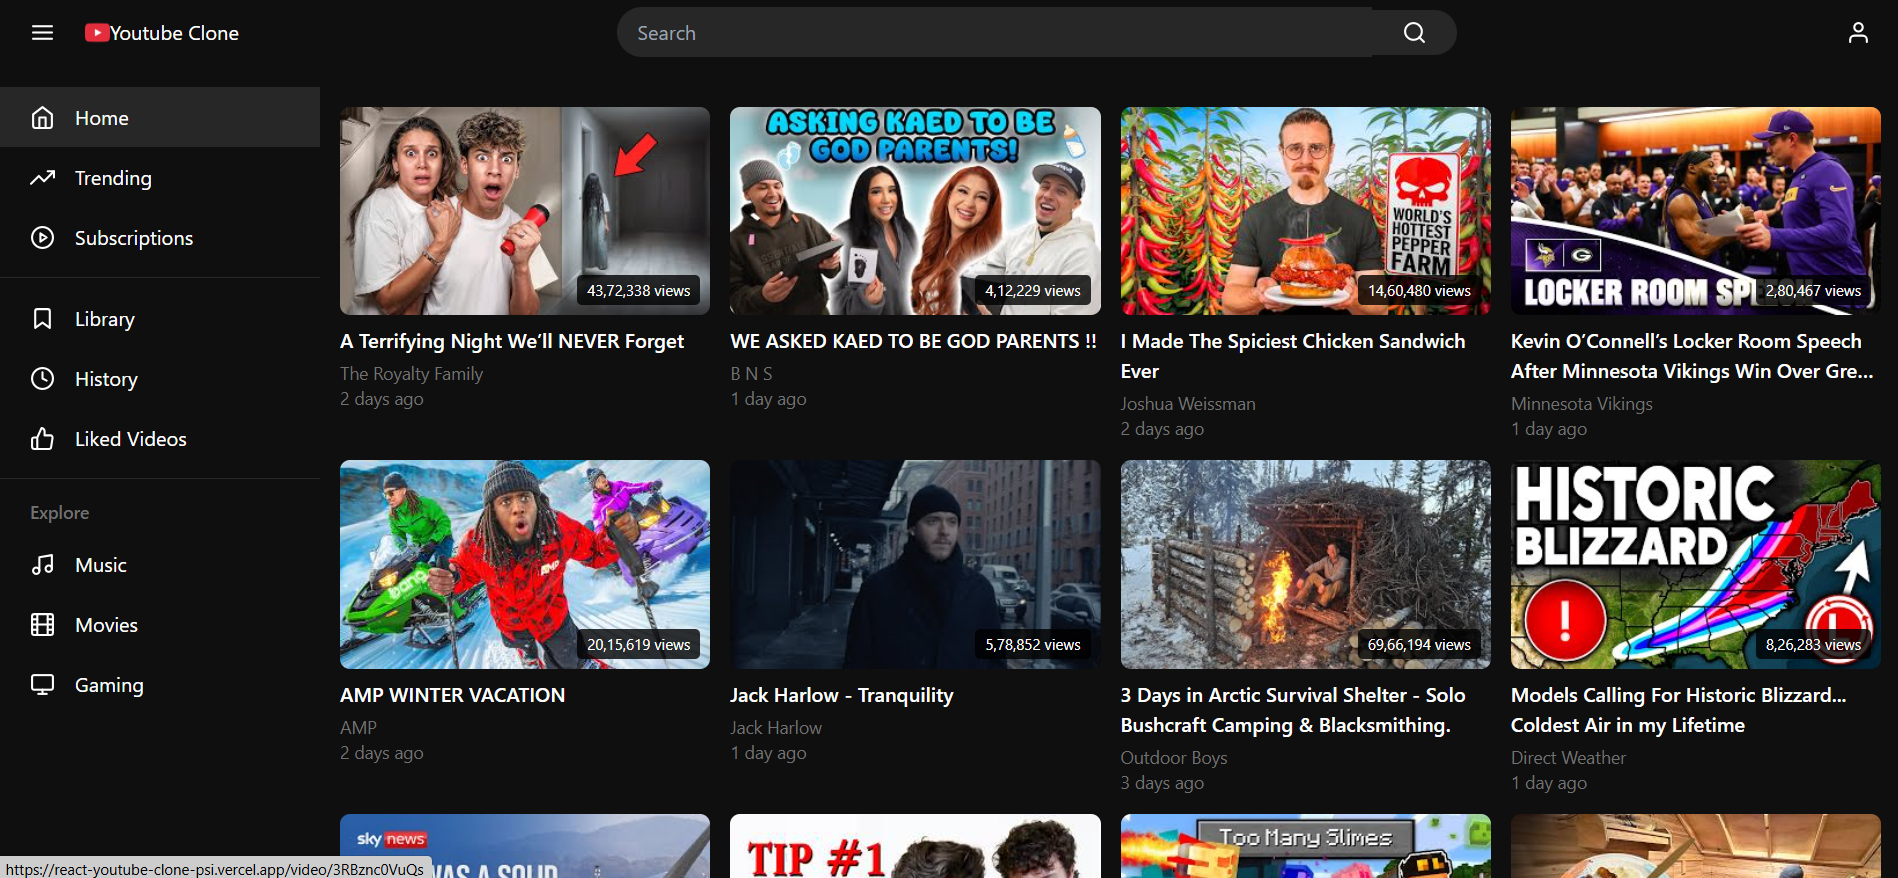 Youtube Clone
Search
Home
Trending
Subscriptions
Library
History
Liked Videos
Explore
Music
Movies
Gaming
43,72,338 views
A Terrifying Night We’ll NEVER Forget
The Royalty Family
2 days ago
ASKING KAED TO BE
GOD PARENTS!
4,12,229 views
WE ASKED KAED TO BE GOD PARENTS !!
B N S
1 day ago
WORLD'S
HOTTEST
PEPPER
FARM
14,60,480 views
I Made The Spiciest Chicken Sandwich
Ever
Joshua Weissman
2 days ago
G
LOCKER ROOM SP
2,80,467 views
Kevin O’Connell’s Locker Room Speech
After Minnesota Vikings Win Over Gre...
Minnesota Vikings
1 day ago
AMP
20,15,619 views
AMP WINTER VACATION
AMP
2 days ago
5,78,852 views
Jack Harlow - Tranquility
Jack Harlow
1 day ago
69,66,194 views
3 Days in Arctic Survival Shelter - Solo
Bushcraft Camping & Blacksmithing.
Outdoor Boys
3 days ago
HISTORIC
BLIZZARD
!
8,26,283 views
Models Calling For Historic Blizzard...
Coldest Air in my Lifetime
Direct Weather
1 day ago
sky news
WAS A SOLID
TIP #1
Too Many Slimes
https://react-youtube-clone-psi.vercel.app/video/3RBznc0VuQs